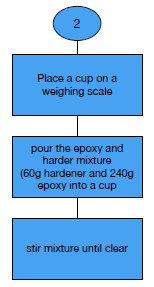 2
Place a cup on a
weighing scale
pour the epoxy and
harder mixture
(60g hardener and 240g
epoxy into a cup
stir mixture until clear